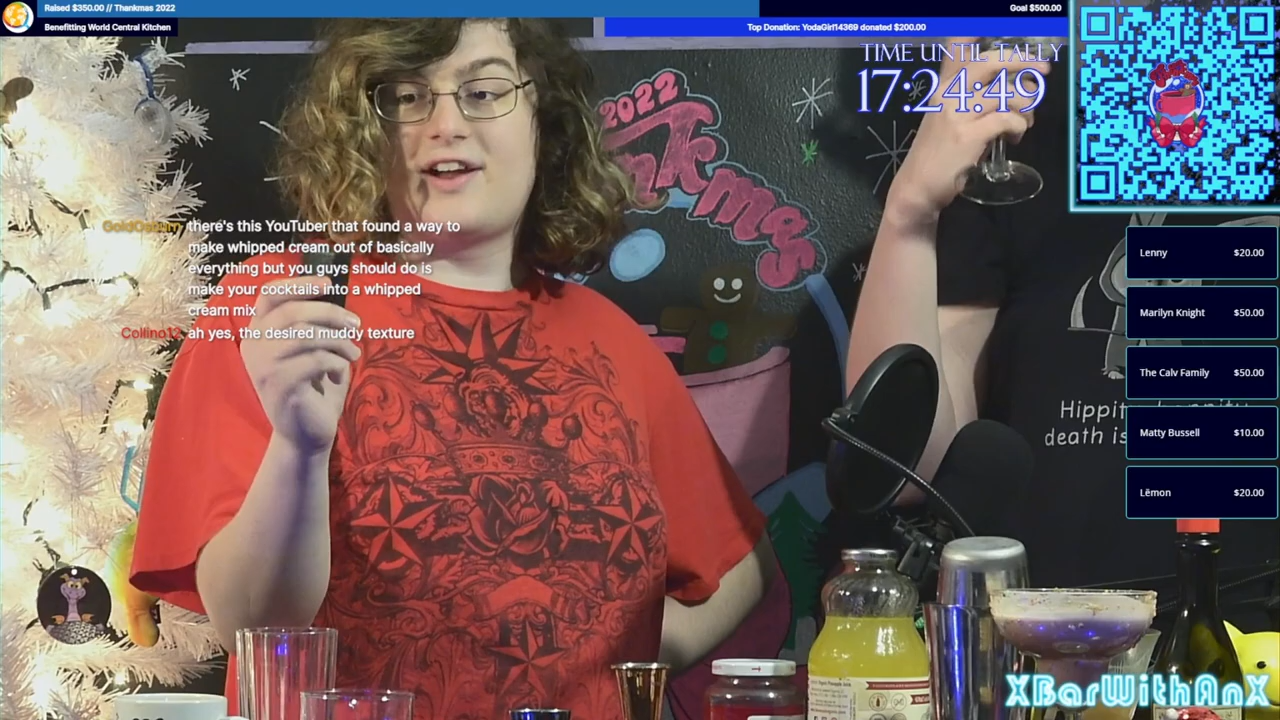 Raised $350.00 // Thankmas 2022
Goal $500.00
Benefitting World Central Kitchen
Top Donation: YodaGirl14369 donated $200.00
TIME UNTIL TALLY
17:24:49
2022
there's this YouTuber that found a way to
make whipped cream out of basically
everything but you guys should do is
make your cocktails into a whipped
cream mix
Collino12 ah yes, the desired muddy texture
Lenny $20.00
Marilyn Knight $50.00
The Calv Family $50.00
Matty Bussell $10.00
Lēmon $20.00
death is
XBarWithAnX